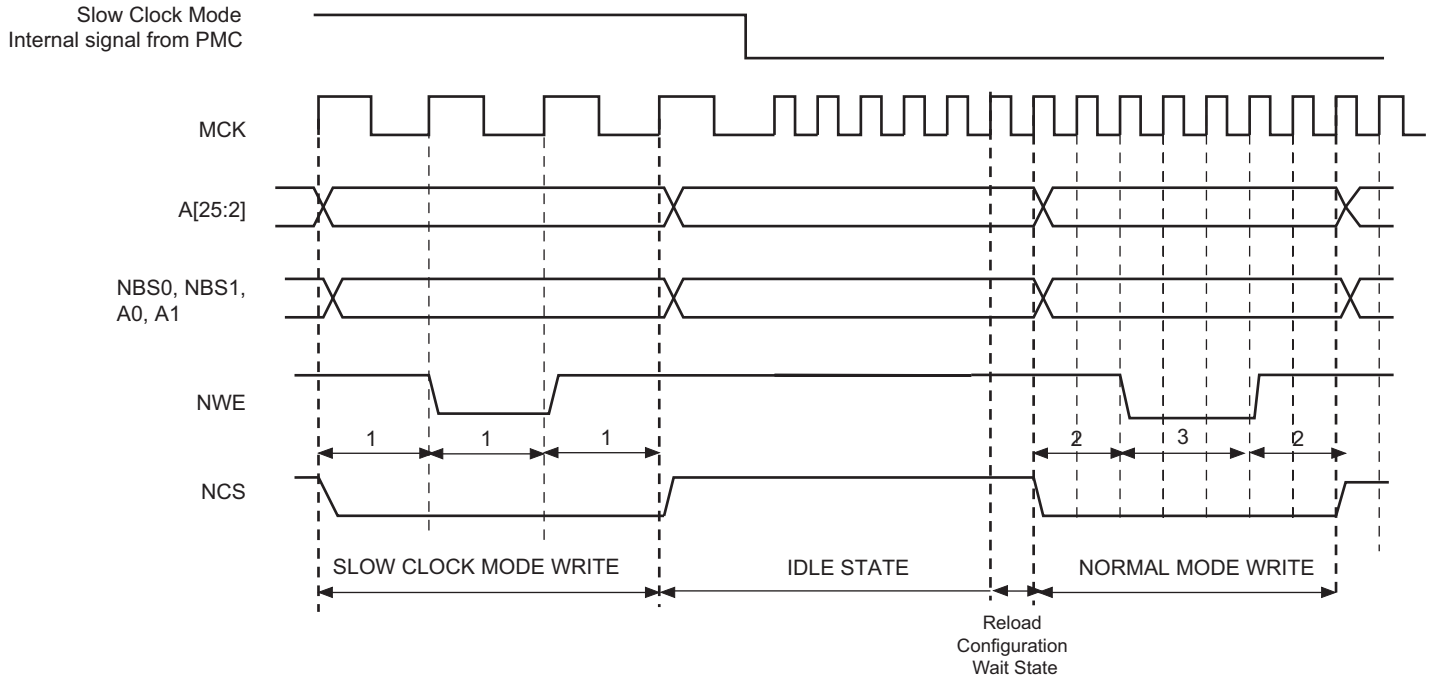 Slow Clock Mode
Internal signal from PMC
MCK
A[25:2]
NBS0, NBS1,
A0, A1
NWE
1 1 1 2 3 2
NCS
SLOW CLOCK MODE WRITE IDLE STATE NORMAL MODE WRITE
Reload
Configuration
Wait State